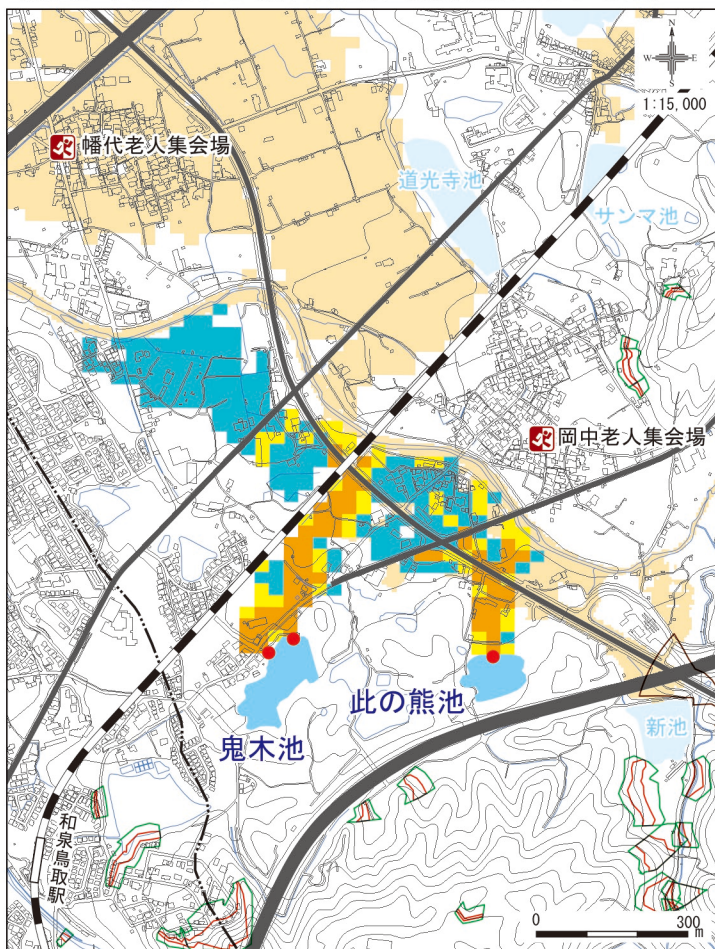 N
W E
S
1:15,000
幡代老人集会場
道光寺池
サンマ池
岡中老人集会場
此の熊池
鬼木池
新池
和泉鳥取駅
0 300
m